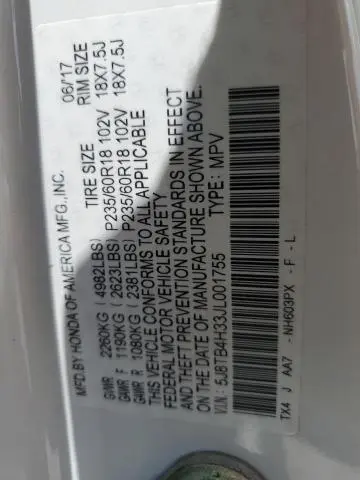 MFD.BY HONDA OF AMERICA MFG.,INC. 06/17
TIRE SIZE RIM SIZE
GVWR 2260KG (4982LBS) P235/60R18 102V 18X7.5J
GAWR F 1190KG (2623LBS) P235/60R18 102V 18X7.5J
GAWR R 1080KG (2381LBS)
THIS VEHICLE CONFORMS TO ALL APPLICABLE
FEDERAL MOTOR VEHICLE SAFETY
AND THEFT PREVENTION STANDARDS IN EFFECT
ON THE DATE OF MANUFACTURE SHOWN ABOVE.
V.I.N.: 5J8TB4H33JL001755 TYPE: MPV
TX4 J AA7 -NH603PX - F - L